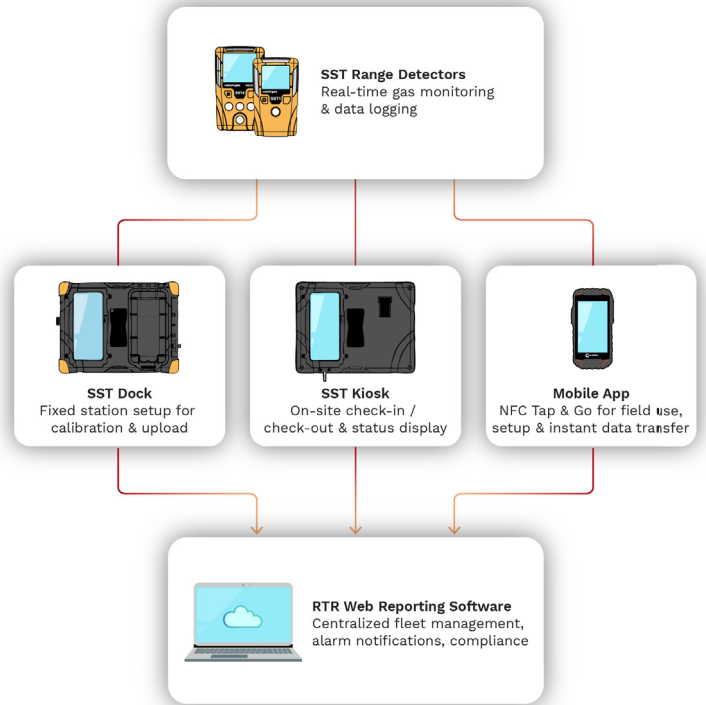 SST Range Detectors
Real-time gas monitoring
& data logging
SST Dock
Fixed station setup for
calibration & upload
SST Kiosk
On-site check-in /
check-out & status display
Mobile App
NFC Tap & Go for field use,
setup & instant data transfer
RTR Web Reporting Software
Centralized fleet management,
alarm notifications, compliance